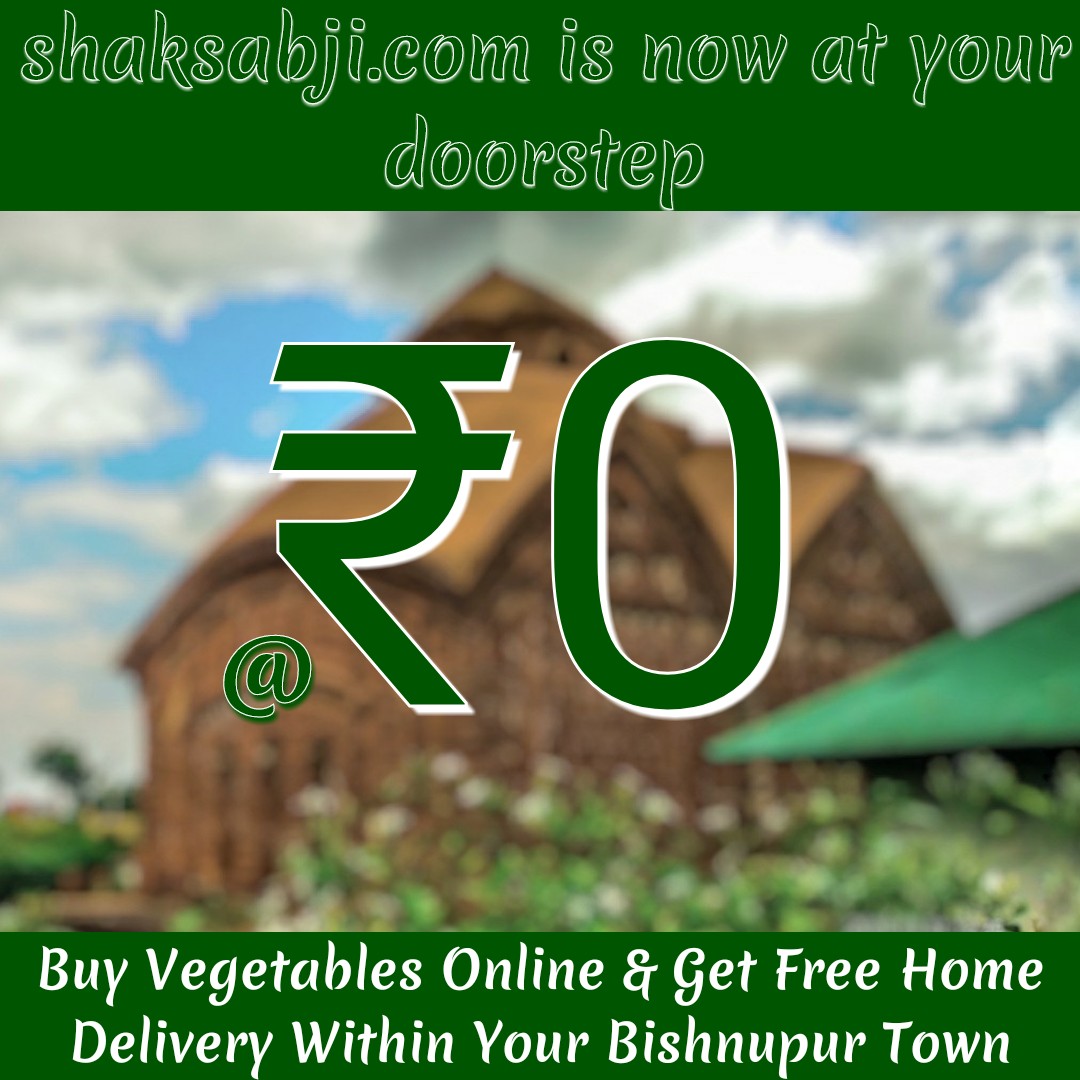 shaksabji.com is now at your
doorstep
@ ₹0
Buy Vegetables Online & Get Free Home
Delivery Within Your Bishnupur Town